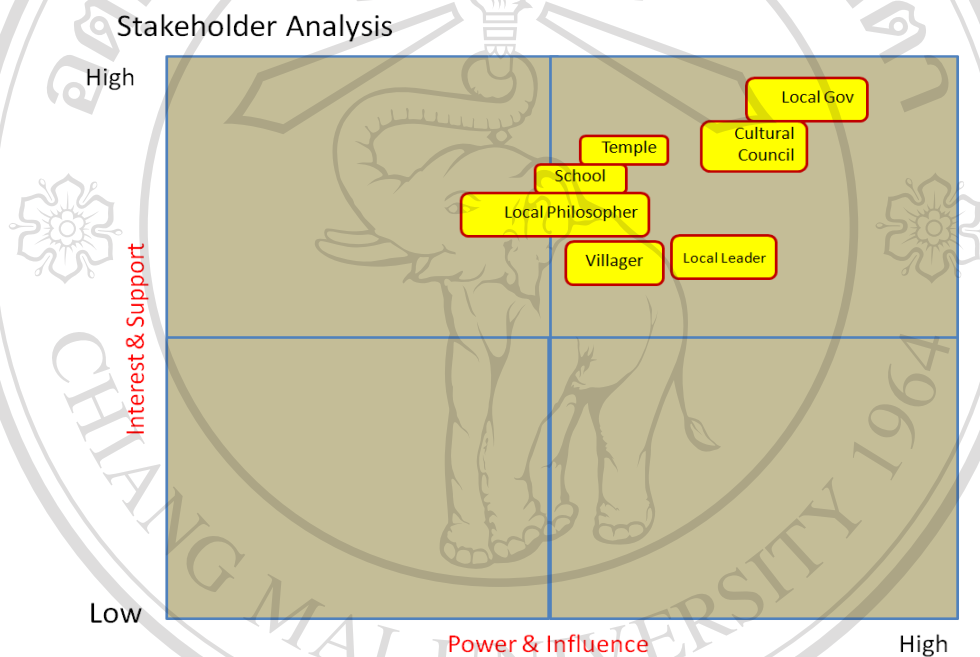 Stakeholder Analysis
High
Local Gov
Cultural
Council
Temple
School
Local Philosopher
Villager
Local Leader
Interest & Support
Low
Power & Influence
High
CHIANG MAI UNIVERSITY 1964